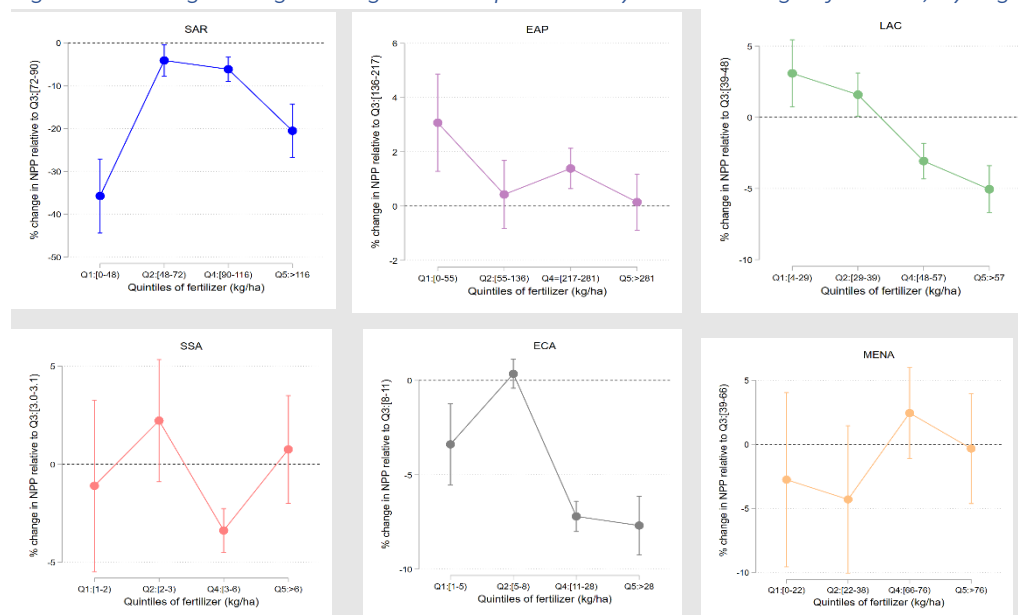 SAR
% change in NPP relative to Q3:[72-90)
0
-10
-20
-30
-40
-50
Q1:[0-48) Q2:[48-72) Q4:[90-116) Q5:>116
Quintiles of fertilizer (kg/ha)
EAP
% change in NPP relative to Q3:[136-217)
6
4
2
0
-2
Q1:[0-55) Q2:[55-136) Q4=[217-281) Q5:>281
Quintiles of fertilizer (kg/ha)
LAC
% change in NPP relative to Q3:[39-48)
5
0
-5
-10
Q1:[4-29) Q2:[29-39) Q4:[48-57) Q5:>57
Quintiles of fertilizer (kg/ha)
SSA
% change in NPP relative to Q3:[3.0-3.1)
5
0
-5
Q1:[1-2) Q2:[2-3) Q4:[3-6) Q5:>6)
Quintiles of fertilizer (kg/ha)
ECA
% change in NPP relative to Q3:[8-11)
0
-5
-10
Q1:[1-5) Q2:[5-8) Q4:[11-28) Q5:>28
Quintiles of fertilizer (kg/ha)
MENA
% change in NPP relative to Q3:[39-66)
5
0
-5
-10
Q1:[0-22) Q2:[22-38) Q4:[66-76) Q5:>76)
Quintiles of fertilizer (kg/ha)